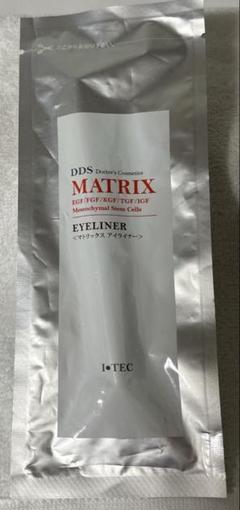 DDS Doctor's Cosmetics
MATRIX
EGF/FGF/KGF/TGF/IGF
Mesenchymal Stem Cells
EYELINER
<マトリックス アイライナー>
I•TEC